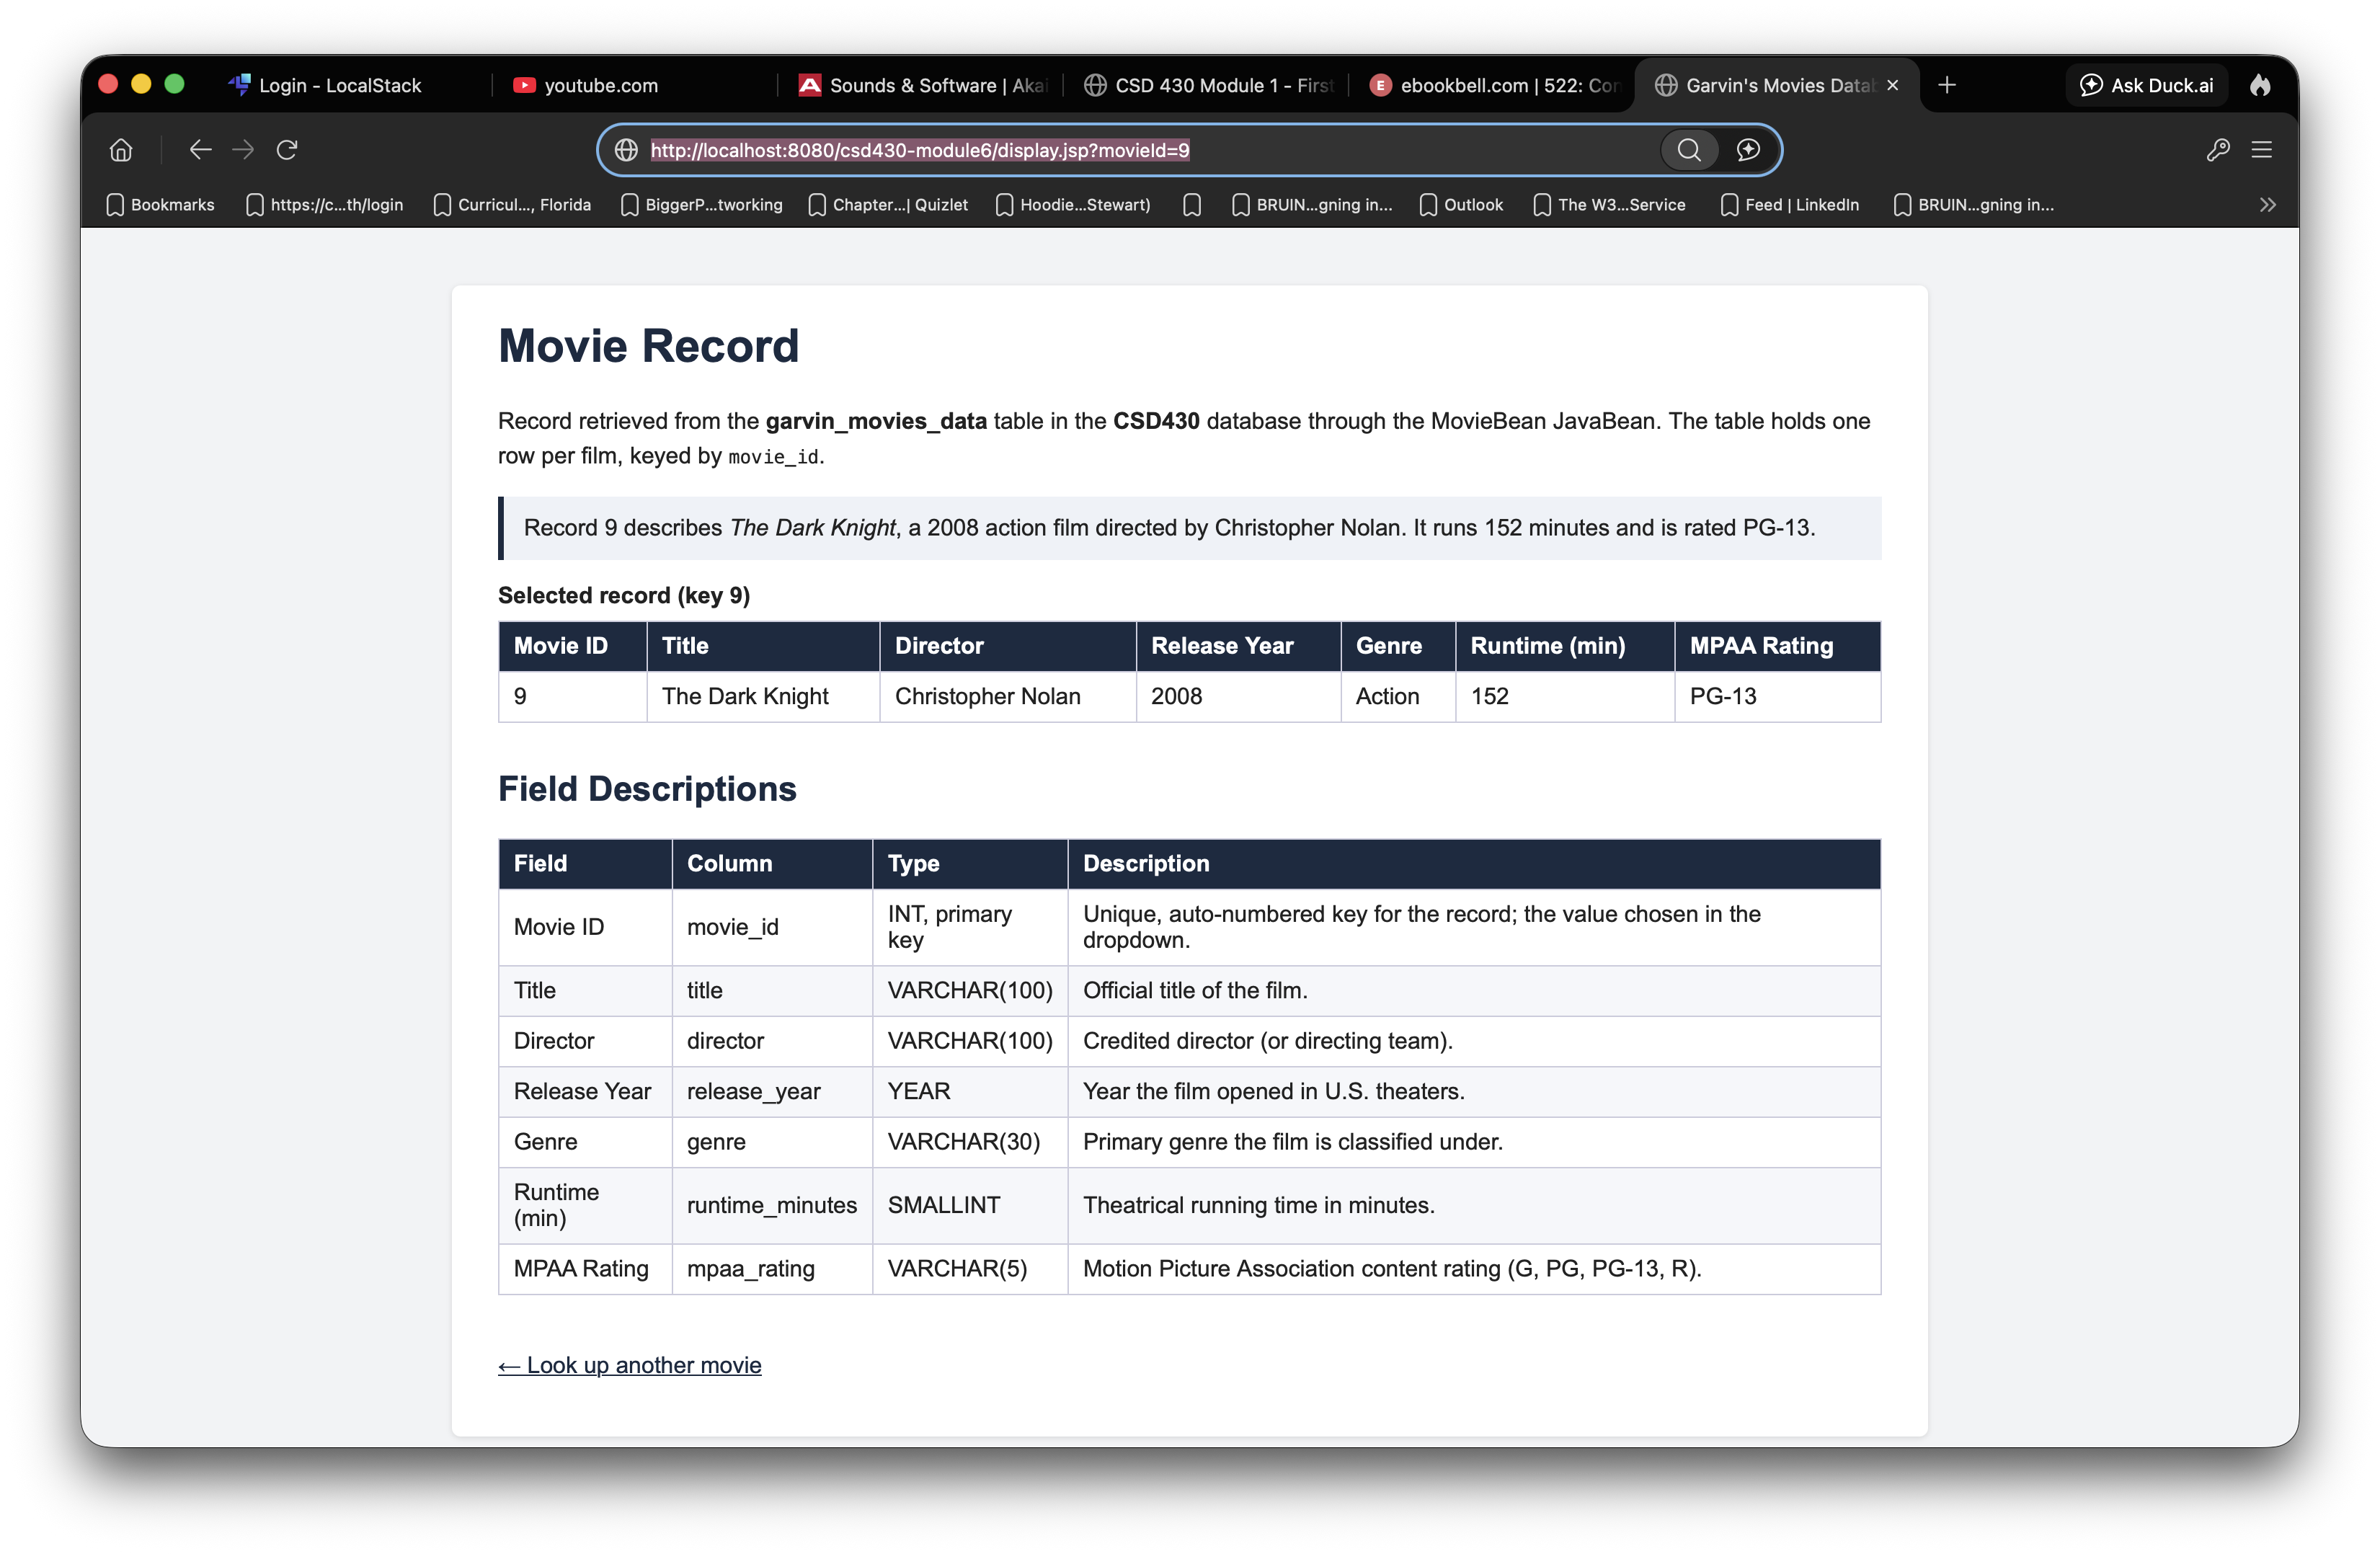 Login - LocalStack
youtube.com
Sounds & Software | Akai
CSD 430 Module 1 - First
ebookbell.com | 522: Con
Garvin's Movies Datab
Ask Duck.ai
http://localhost:8080/csd430-module6/display.jsp?movieId=9
Bookmarks
https://c...th/login
Curricul..., Florida
BiggerP...tworking
Chapter...| Quizlet
Hoodie...Stewart)
BRUIN...gning in...
Outlook
The W3...Service
Feed | LinkedIn
BRUIN...gning in...
Movie Record
Record retrieved from the garvin_movies_data table in the CSD430 database through the MovieBean JavaBean. The table holds one
row per film, keyed by movie_id.
Record 9 describes The Dark Knight, a 2008 action film directed by Christopher Nolan. It runs 152 minutes and is rated PG-13.
Selected record (key 9)
Movie ID Title Director Release Year Genre Runtime (min) MPAA Rating
9 The Dark Knight Christopher Nolan 2008 Action 152 PG-13
Field Descriptions
Field Column Type Description
Movie ID movie_id INT, primary key Unique, auto-numbered key for the record; the value chosen in the dropdown.
Title title VARCHAR(100) Official title of the film.
Director director VARCHAR(100) Credited director (or directing team).
Release Year release_year YEAR Year the film opened in U.S. theaters.
Genre genre VARCHAR(30) Primary genre the film is classified under.
Runtime (min) runtime_minutes SMALLINT Theatrical running time in minutes.
MPAA Rating mpaa_rating VARCHAR(5) Motion Picture Association content rating (G, PG, PG-13, R).
← Look up another movie